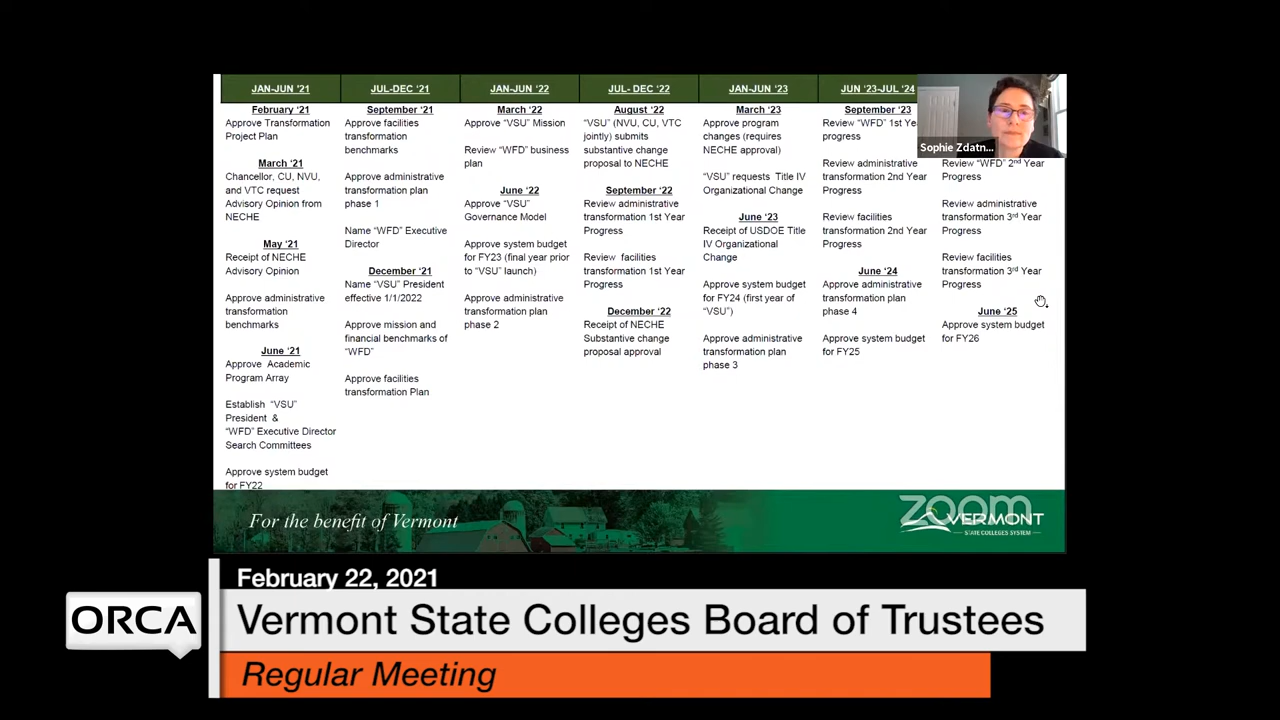 JAN-JUN '21
February '21
Approve Transformation
Project Plan
March '21
Chancellor, CU, NVU,
and VTC request
Advisory Opinion from
NECHE
May '21
Receipt of NECHE
Advisory Opinion
Approve administrative
transformation
benchmarks
June '21
Approve Academic
Program Array
Establish "VSU"
President &
"WFD" Executive Director
Search Committees
Approve system budget
for FY22
JUL-DEC '21
September '21
Approve facilities
transformation
benchmarks
Approve administrative
transformation plan
phase 1
Name "WFD" Executive
Director
December '21
Name "VSU" President
effective 1/1/2022
Approve mission and
financial benchmarks of
"WFD"
Approve facilities
transformation Plan
JAN-JUN '22
March '22
Approve "VSU" Mission
Review "WFD" business
plan
June '22
Approve "VSU"
Governance Model
Approve system budget
for FY23 (final year prior
to "VSU" launch)
Approve administrative
transformation plan
phase 2
JUL- DEC '22
August '22
"VSU" (NVU, CU, VTC
jointly) submits
substantive change
proposal to NECHE
September '22
Review administrative
transformation 1st Year
Progress
Review facilities
transformation 1st Year
Progress
December '22
Receipt of NECHE
Substantive change
proposal approval
JAN-JUN '23
March '23
Approve program
changes (requires
NECHE approval)
"VSU" requests Title IV
Organizational Change
June '23
Receipt of USDOE Title
IV Organizational
Change
Approve system budget
for FY24 (first year of
"VSU")
Approve administrative
transformation plan
phase 3
JUN '23-JUL '24
September '23
Review "WFD" 1st Yea
progress
Review administrative
transformation 2nd Year
Progress
Review facilities
transformation 2nd Year
Progress
June '24
Approve administrative
transformation plan
phase 4
Approve system budget
for FY25
Sophie Zdatn...
Review "WFD" 2nd Year
Progress
Review administrative
transformation 3rd Year
Progress
Review facilities
transformation 3rd Year
Progress
June '25
Approve system budget
for FY26
For the benefit of Vermont
zoom
VERMONT
STATE COLLEGES SYSTEM
February 22, 2021
ORCA
Vermont State Colleges Board of Trustees
Regular Meeting